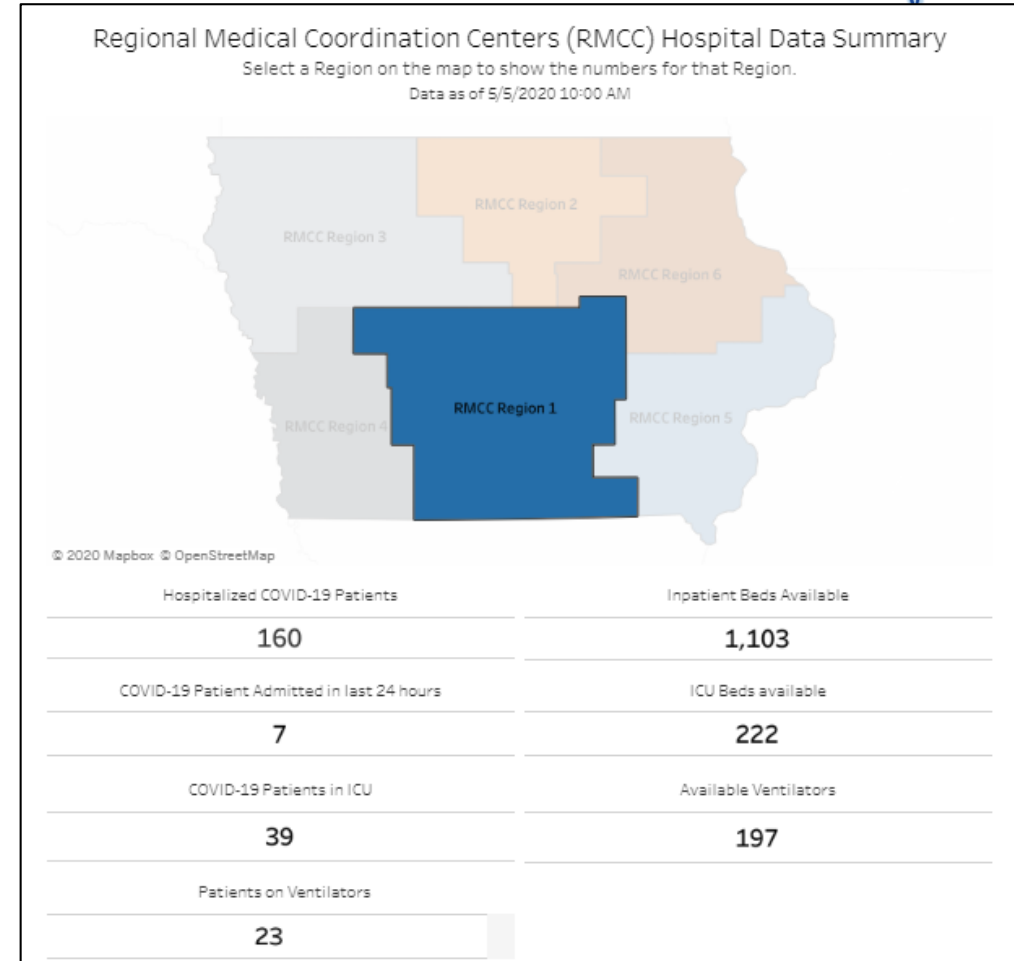 Regional Medical Coordination Centers (RMCC) Hospital Data Summary
Select a Region on the map to show the numbers for that Region.
Data as of 5/5/2020 10:00 AM
RMCC Region 2
RMCC Region 3
RMCC Region 6
RMCC Region 1
RMCC Region 5
RMCC Region 4
© 2020 Mapbox © OpenStreetMap
Hospitalized COVID-19 Patients
160
Inpatient Beds Available
1,103
COVID-19 Patient Admitted in last 24 hours
7
ICU Beds available
222
COVID-19 Patients in ICU
39
Available Ventilators
197
Patients on Ventilators
23